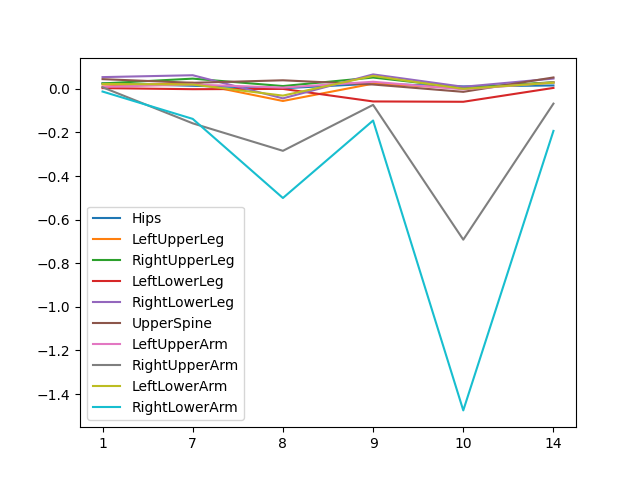 0.0
−0.2
−0.4
−0.6
−0.8
−1.0
−1.2
−1.4
Hips
LeftUpperLeg
RightUpperLeg
LeftLowerLeg
RightLowerLeg
UpperSpine
LeftUpperArm
RightUpperArm
LeftLowerArm
RightLowerArm
1 7 8 9 10 14